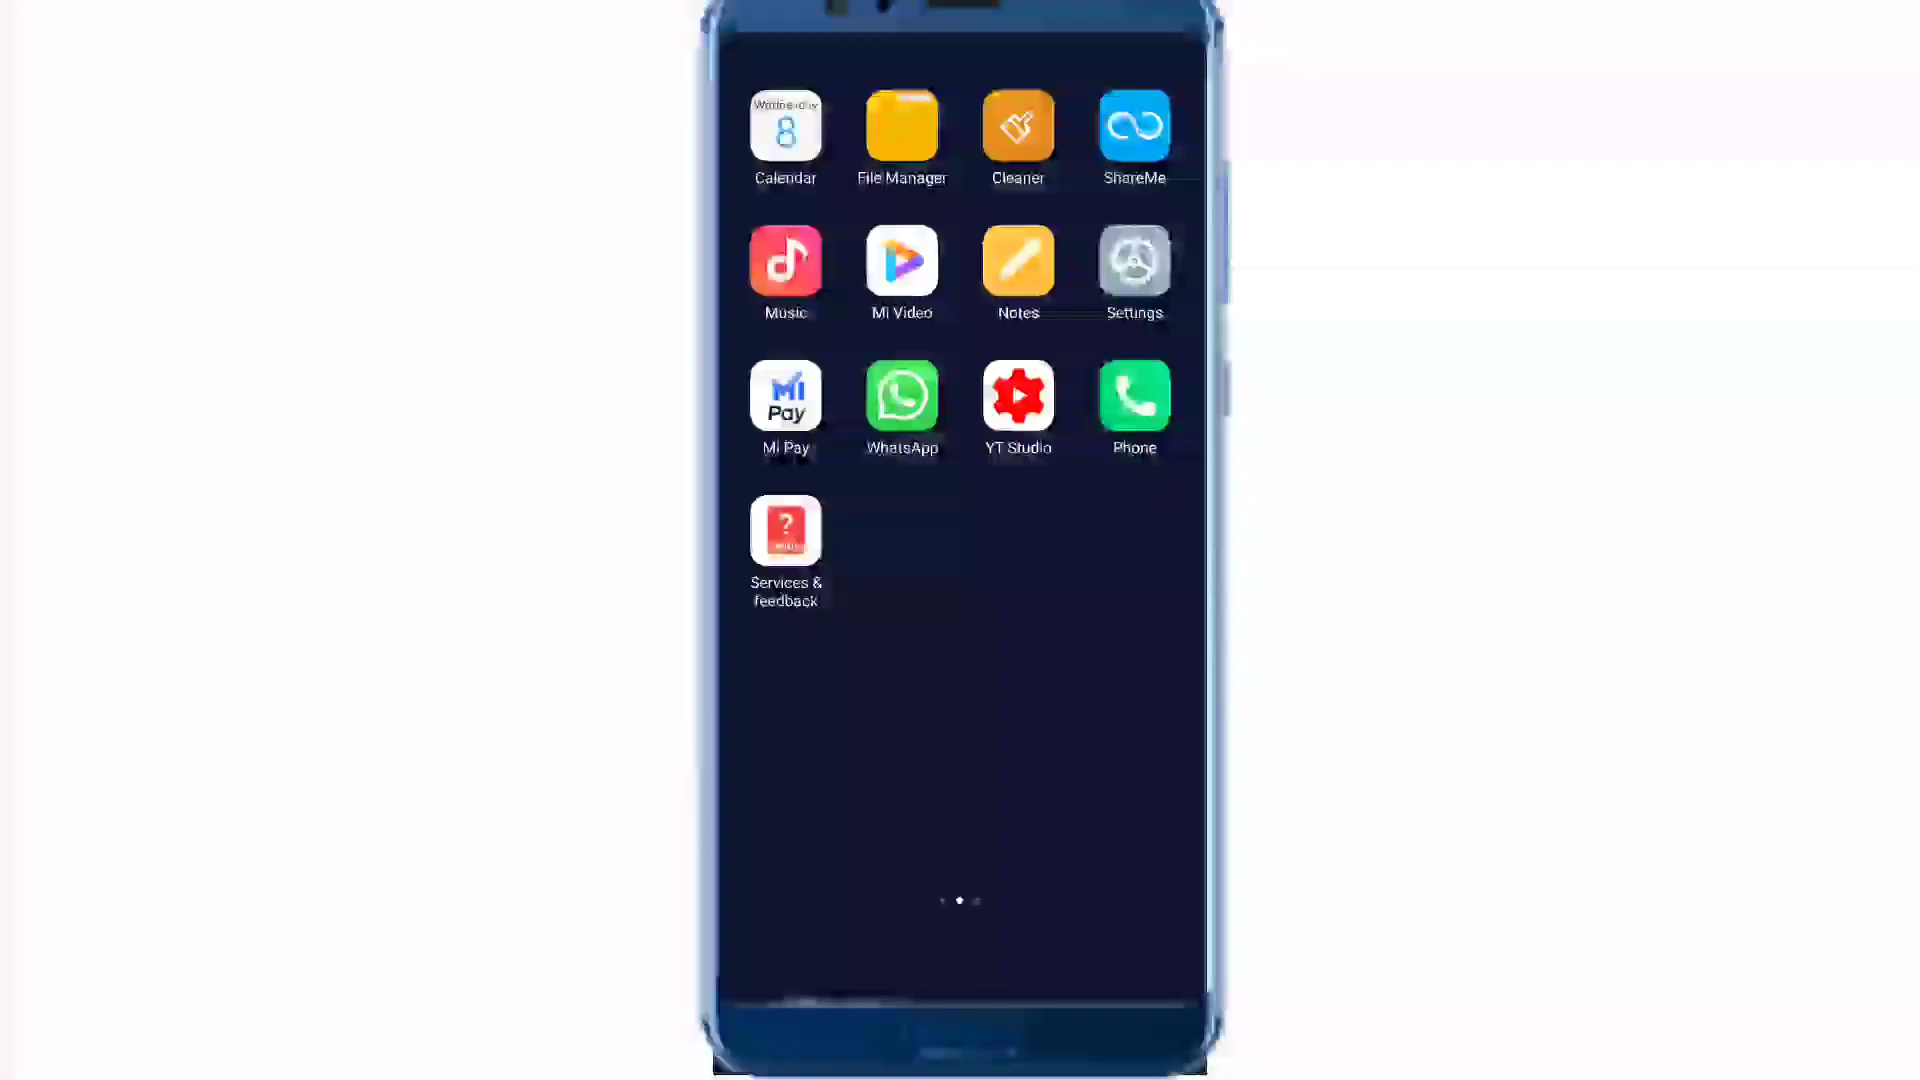 Wednesday
8
Calendar
File Manager
Cleaner
ShareMe
Music
Mi Video
Notes
Settings
MI
Pay
Mi Pay
WhatsApp
YT Studio
Phone
?
Services &
feedback